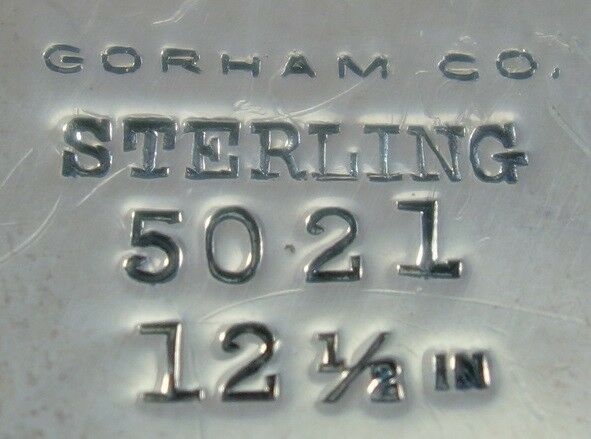 GORHAM CO.
STERLING
5021
12 1/2 IN